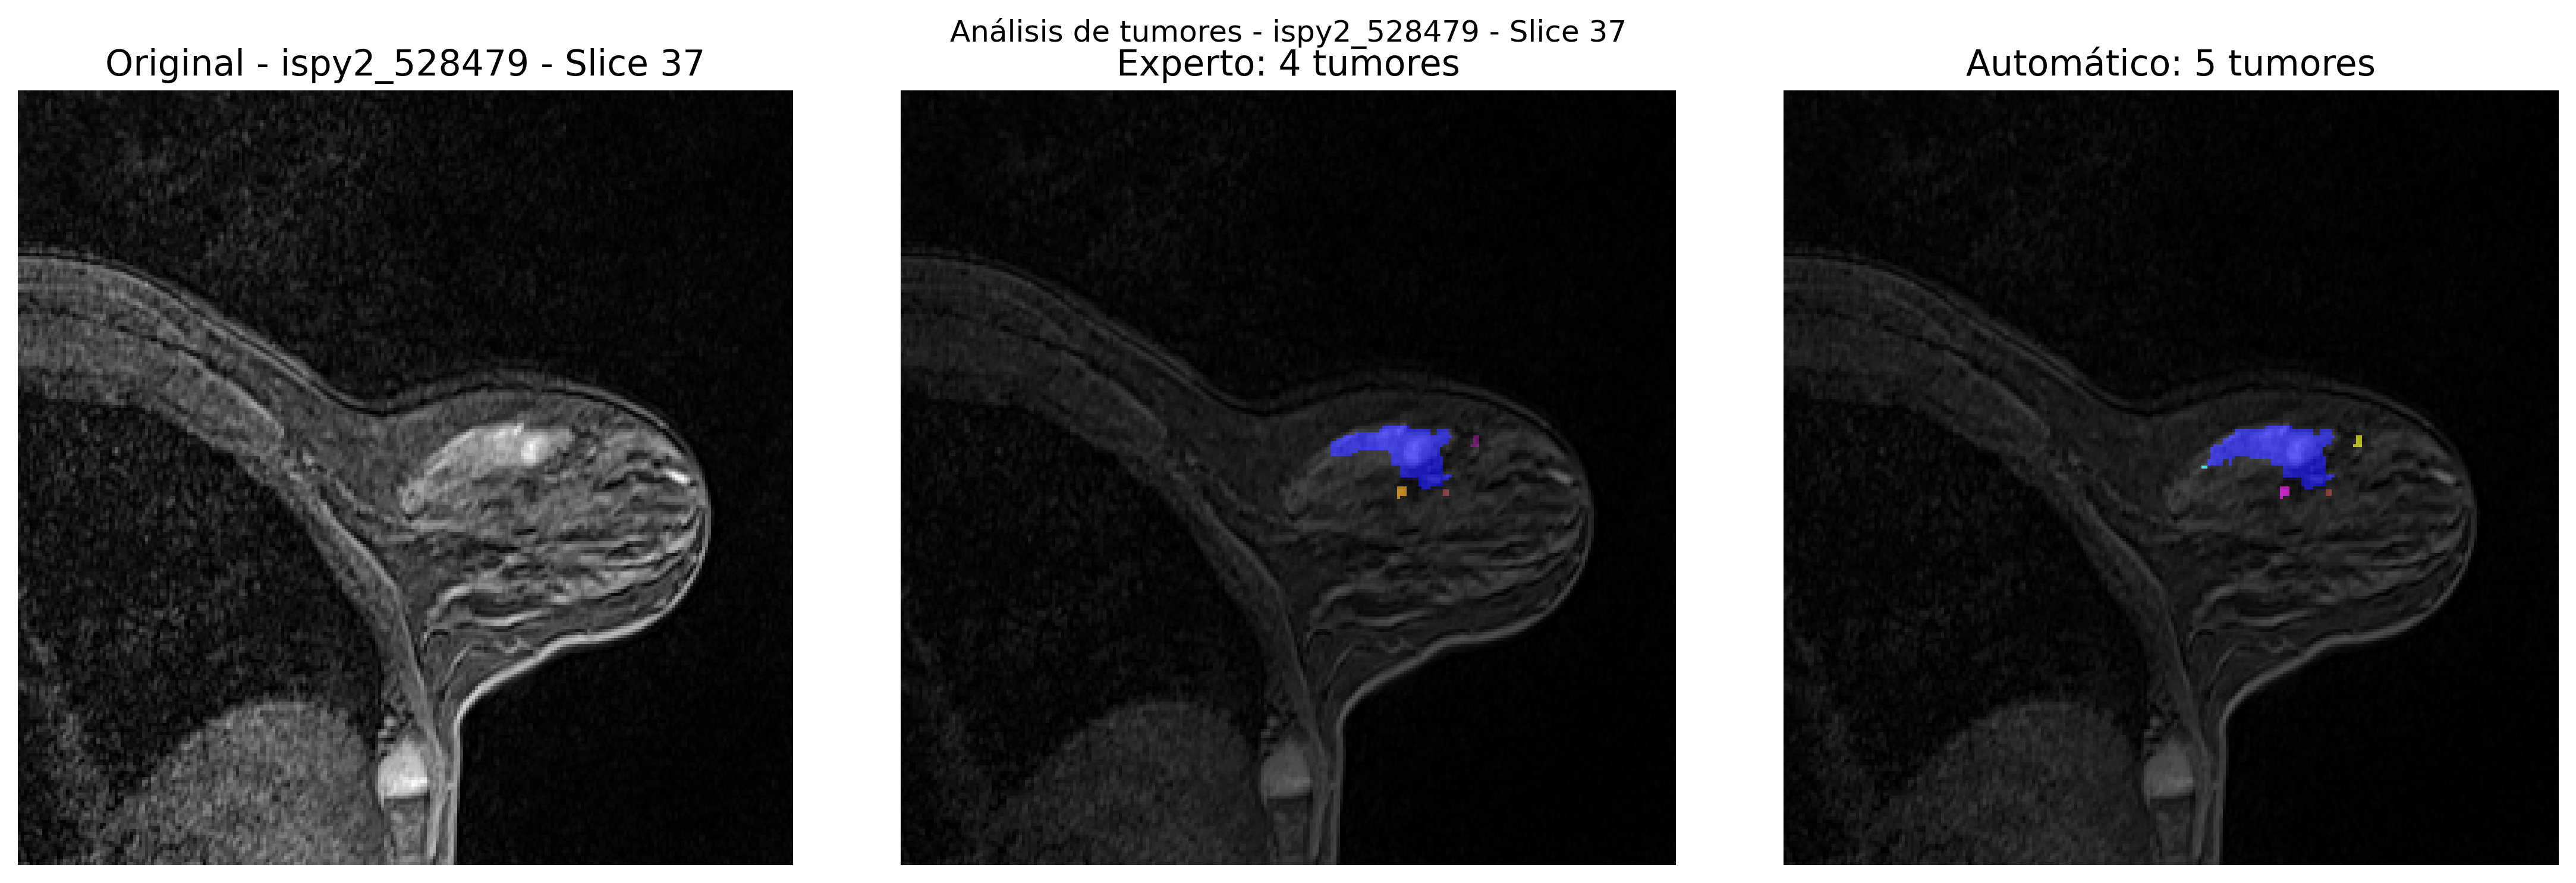 Análisis de tumores - ispy2_528479 - Slice 37
Original - ispy2_528479 - Slice 37
Experto: 4 tumores
Automático: 5 tumores